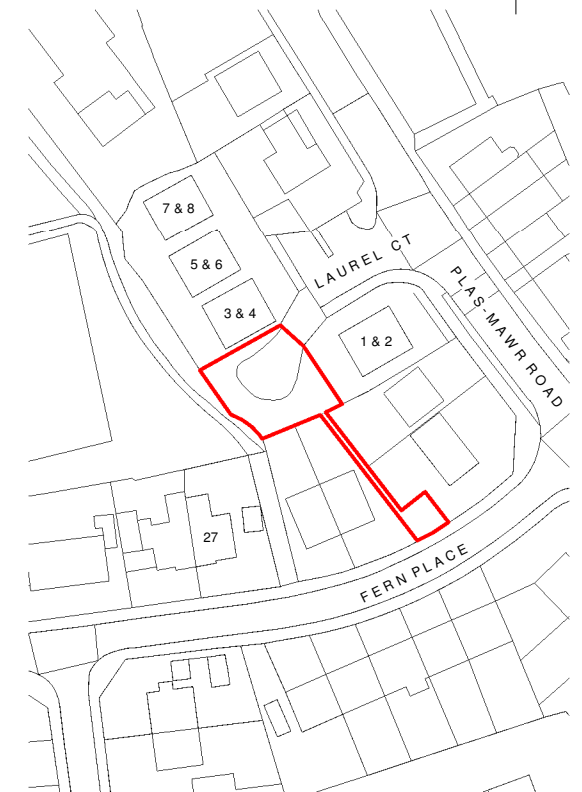 7 & 8
5 & 6
LAUREL CT
3 & 4
PLAS-MAWR ROAD
1 & 2
27
FERN PLACE